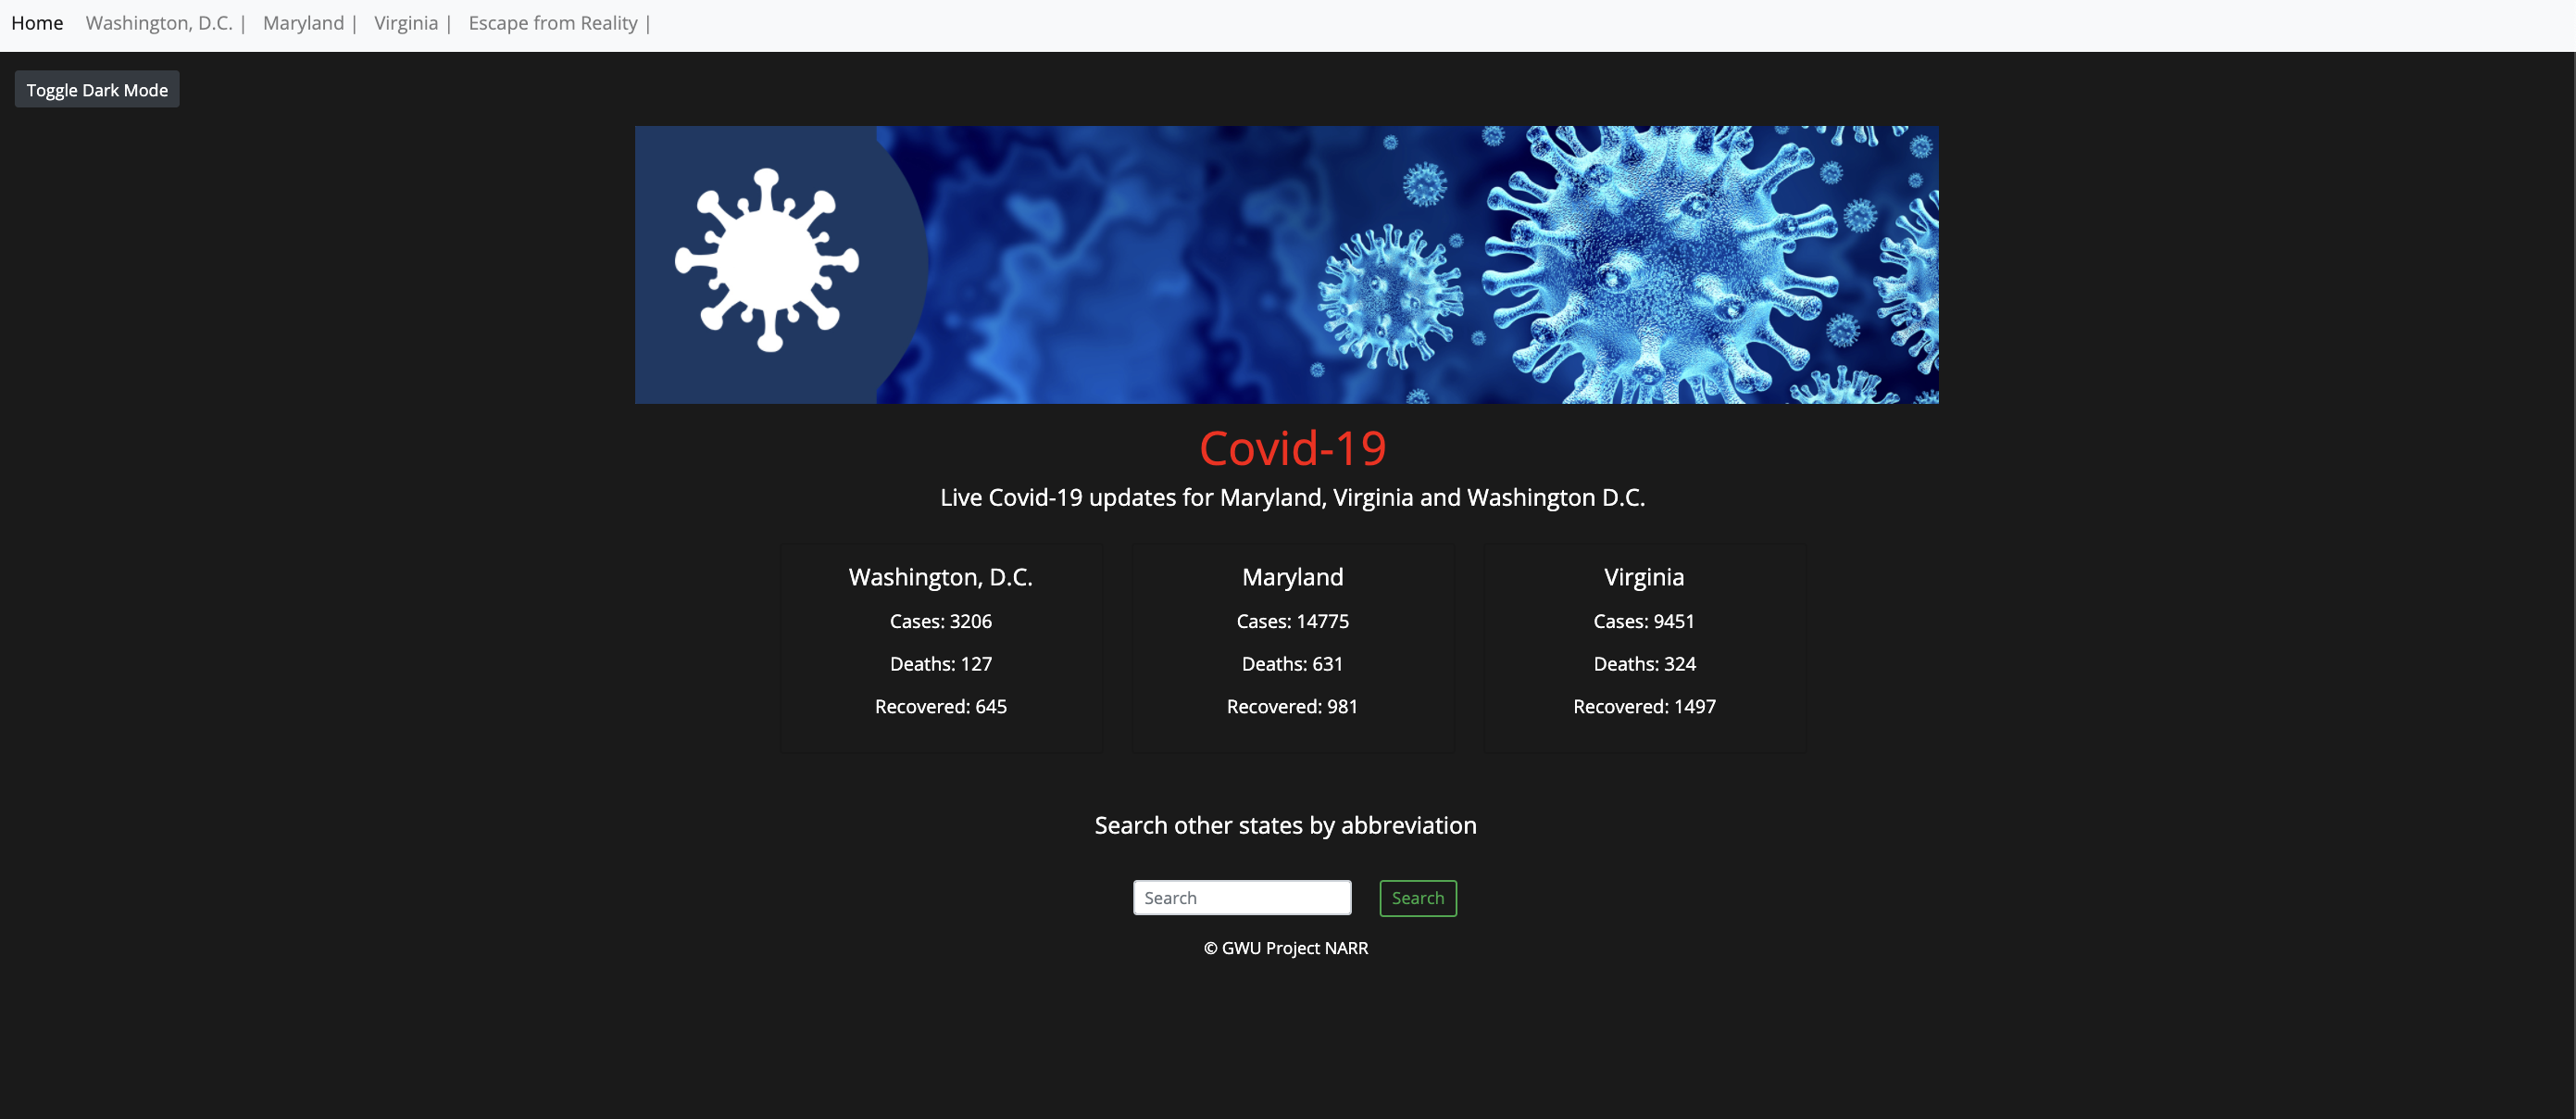 Home Washington, D.C. | Maryland | Virginia | Escape from Reality |
Toggle Dark Mode
Covid-19
Live Covid-19 updates for Maryland, Virginia and Washington D.C.
Washington, D.C.
Cases: 3206
Deaths: 127
Recovered: 645
Maryland
Cases: 14775
Deaths: 631
Recovered: 981
Virginia
Cases: 9451
Deaths: 324
Recovered: 1497
Search other states by abbreviation
Search Search
© GWU Project NARR